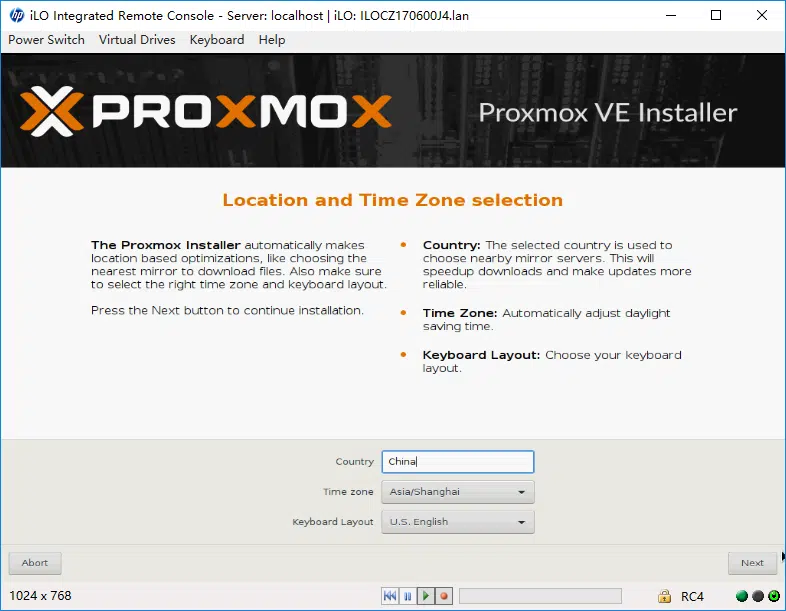 iLO Integrated Remote Console - Server: localhost | iLO: ILOCZ170600J4.lan
Power Switch Virtual Drives Keyboard Help
PROXMOX
Proxmox VE Installer
Location and Time Zone selection
The Proxmox Installer automatically makes
location based optimizations, like choosing the
nearest mirror to download files. Also make sure
to select the right time zone and keyboard layout.
Press the Next button to continue installation.
Country: The selected country is used to
choose nearby mirror servers. This will
speedup downloads and make updates more
reliable.
Time Zone: Automatically adjust daylight
saving time.
Keyboard Layout: Choose your keyboard
layout.
Country China
Time zone Asia/Shanghai
Keyboard Layout U.S. English
Abort Next
1024 x 768 RC4